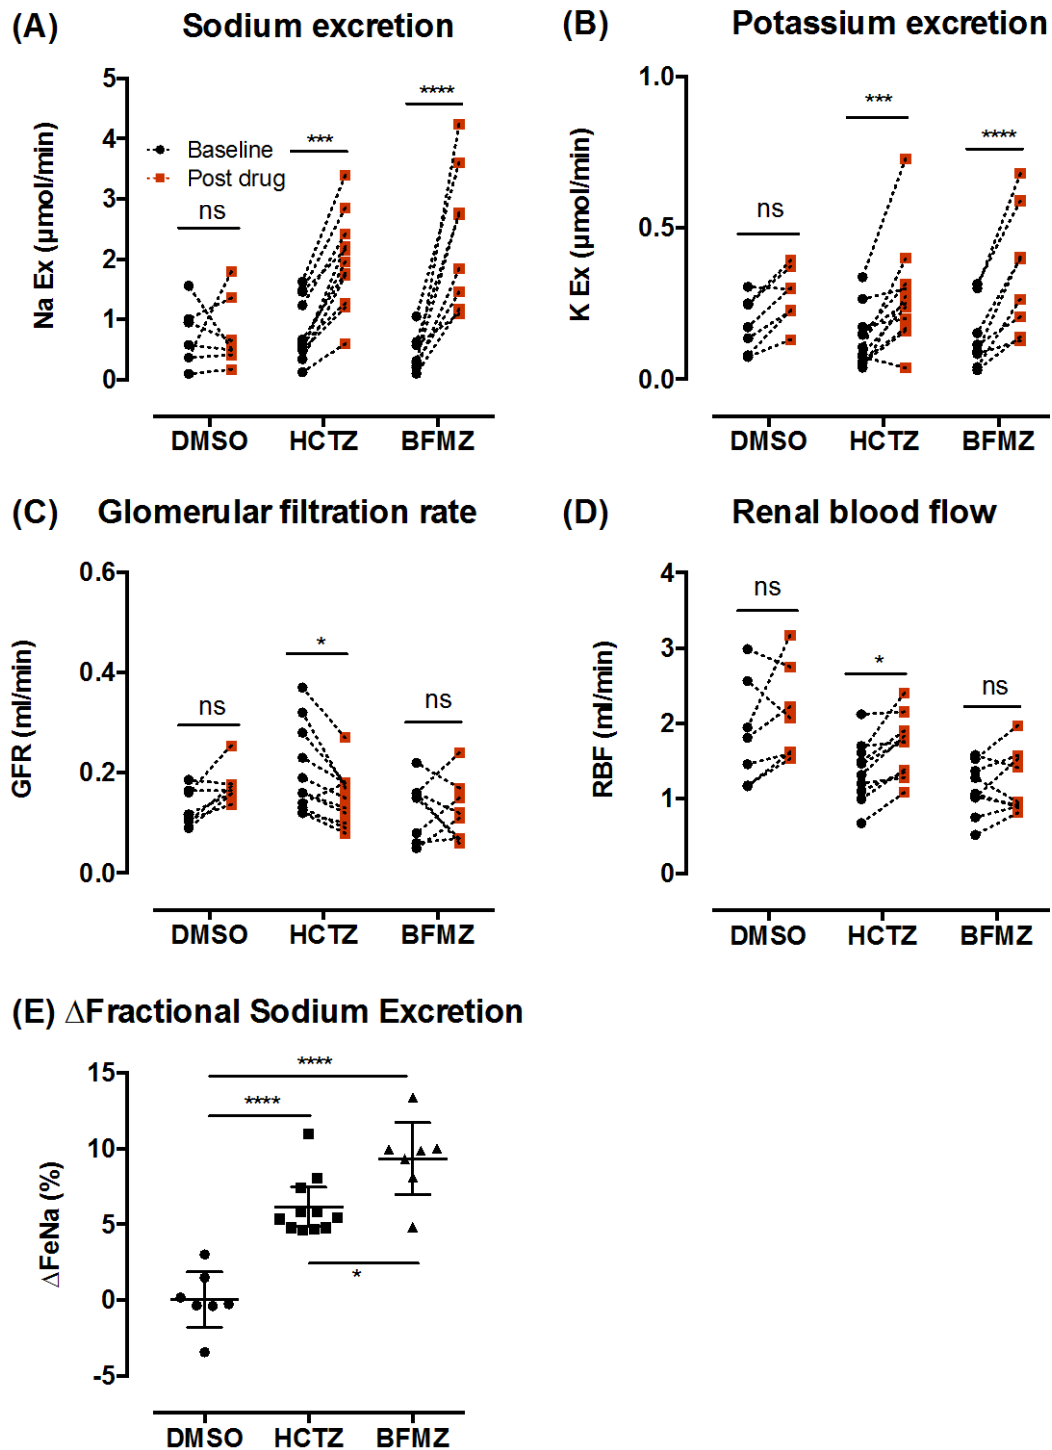 (A) Sodium excretion
Na Ex (µmol/min)
5
4
3
2
1
0
Baseline
Post drug
ns
***
****
DMSO HCTZ BFMZ
(B) Potassium excretion
K Ex (µmol/min)
1.0
0.5
0.0
ns
***
****
DMSO HCTZ BFMZ
(C) Glomerular filtration rate
GFR (ml/min)
0.6
0.4
0.2
0.0
ns
*
ns
DMSO HCTZ BFMZ
(D) Renal blood flow
RBF (ml/min)
4
3
2
1
0
ns
*
ns
DMSO HCTZ BFMZ
(E) ΔFractional Sodium Excretion
ΔFeNa (%)
15
10
5
0
-5
****
****
*
DMSO HCTZ BFMZ